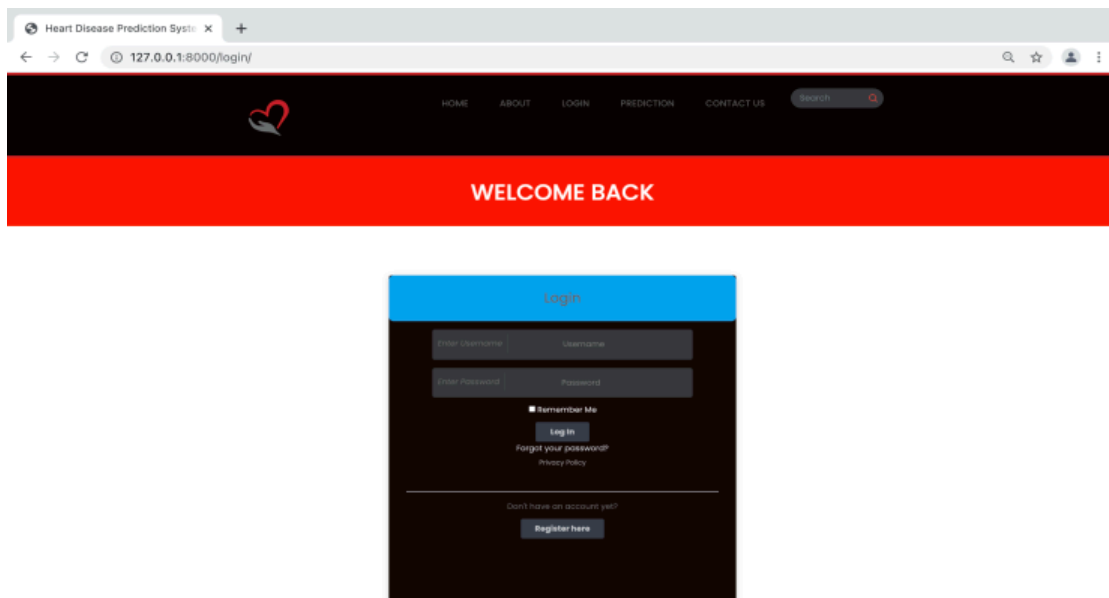 Heart Disease Prediction Syste
127.0.0.1:8000/login/
HOME ABOUT LOGIN PREDICTION CONTACT US Search
WELCOME BACK
Login
Enter Username Username
Enter Password Password
Remember Me
Log In
Forgot your password?
Privacy Policy
Don't have an account yet?
Register here